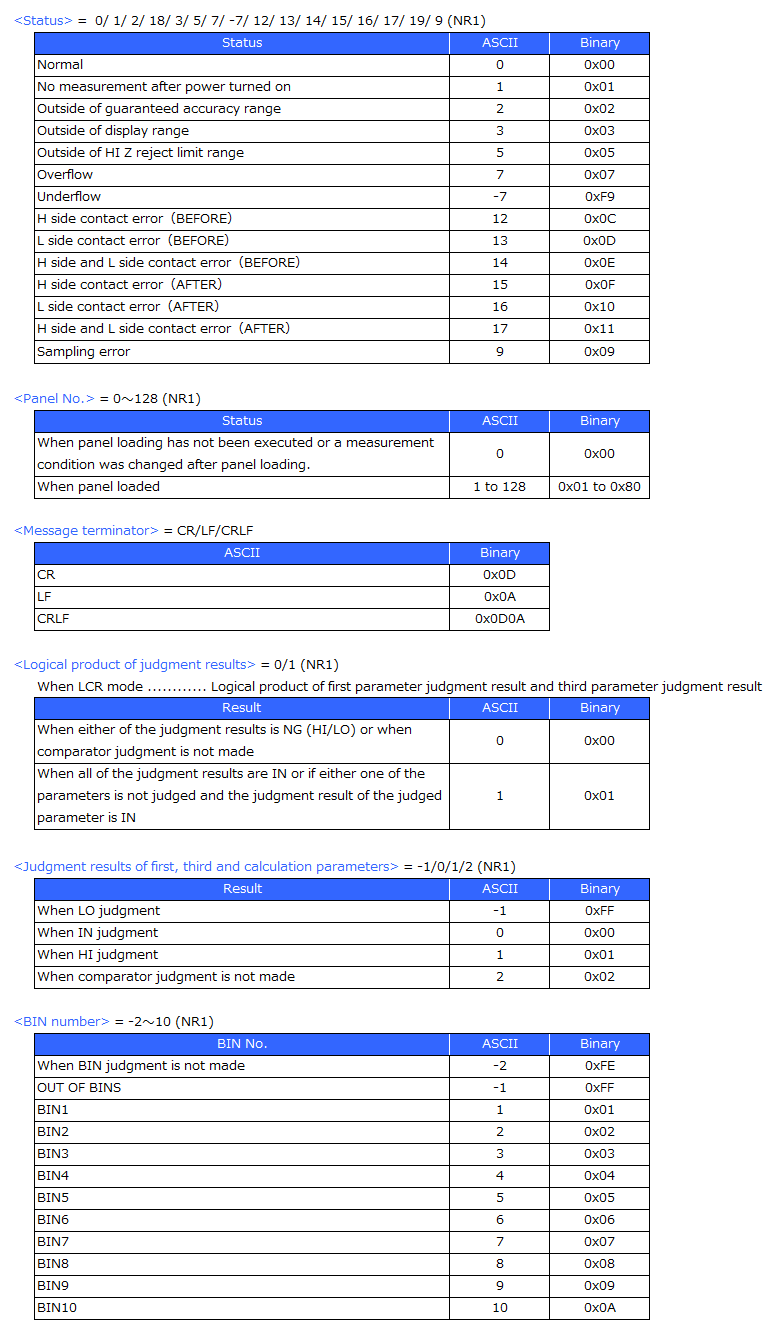 <Status> = 0/ 1/ 2/ 18/ 3/ 5/ 7/ -7/ 12/ 13/ 14/ 15/ 16/ 17/ 19/ 9 (NR1)
Status ASCII Binary
Normal 0 0x00
No measurement after power turned on 1 0x01
Outside of guaranteed accuracy range 2 0x02
Outside of display range 3 0x03
Outside of HI Z reject limit range 5 0x05
Overflow 7 0x07
Underflow -7 0xF9
H side contact error（BEFORE） 12 0x0C
L side contact error（BEFORE） 13 0x0D
H side and L side contact error（BEFORE） 14 0x0E
H side contact error（AFTER） 15 0x0F
L side contact error（AFTER） 16 0x10
H side and L side contact error（AFTER） 17 0x11
Sampling error 9 0x09
<Panel No.> = 0～128 (NR1)
Status ASCII Binary
When panel loading has not been executed or a measurement
condition was changed after panel loading. 0 0x00
When panel loaded 1 to 128 0x01 to 0x80
<Message terminator> = CR/LF/CRLF
ASCII Binary
CR 0x0D
LF 0x0A
CRLF 0x0D0A
<Logical product of judgment results> = 0/1 (NR1)
When LCR mode ………… Logical product of first parameter judgment result and third parameter judgment result
Result ASCII Binary
When either of the judgment results is NG (HI/LO) or when
comparator judgment is not made 0 0x00
When all of the judgment results are IN or if either one of the
parameters is not judged and the judgment result of the judged 1 0x01
parameter is IN
<Judgment results of first, third and calculation parameters> = -1/0/1/2 (NR1)
Result ASCII Binary
When LO judgment -1 0xFF
When IN judgment 0 0x00
When HI judgment 1 0x01
When comparator judgment is not made 2 0x02
<BIN number> = -2～10 (NR1)
BIN No. ASCII Binary
When BIN judgment is not made -2 0xFE
OUT OF BINS -1 0xFF
BIN1 1 0x01
BIN2 2 0x02
BIN3 3 0x03
BIN4 4 0x04
BIN5 5 0x05
BIN6 6 0x06
BIN7 7 0x07
BIN8 8 0x08
BIN9 9 0x09
BIN10 10 0x0A